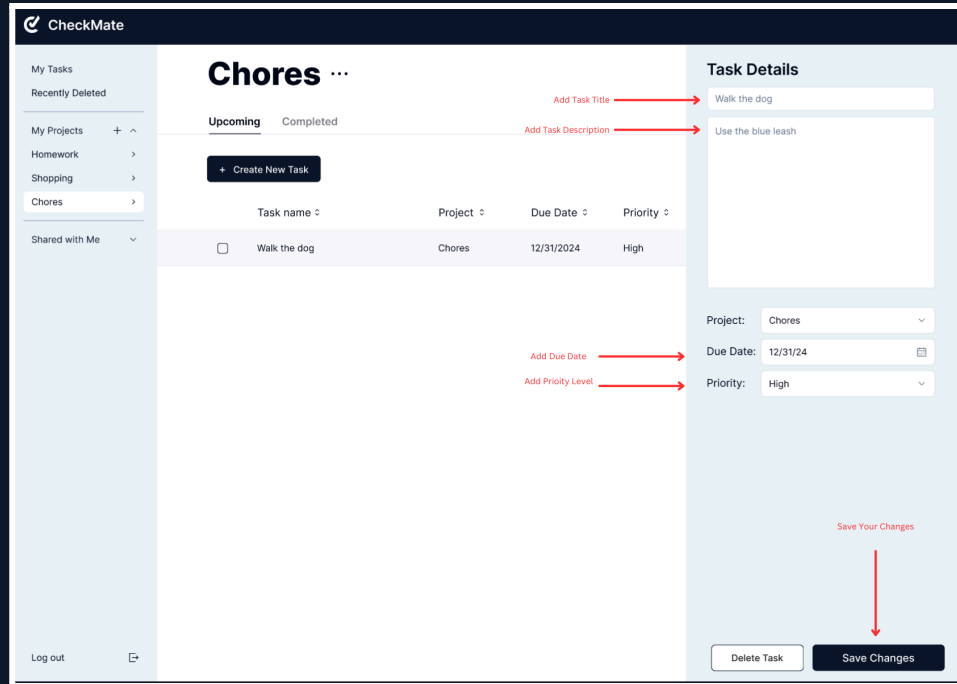 CheckMate
My Tasks
Recently Deleted
My Projects +
Homework
Shopping
Chores
Shared with Me
Log out
Chores ...
Upcoming Completed
+ Create New Task
Task name Project Due Date Priority
Walk the dog Chores 12/31/2024 High
Add Task Title
Add Task Description
Add Due Date
Add Prioity Level
Task Details
Walk the dog
Use the blue leash
Project: Chores
Due Date: 12/31/24
Priority: High
Save Your Changes
Delete Task Save Changes